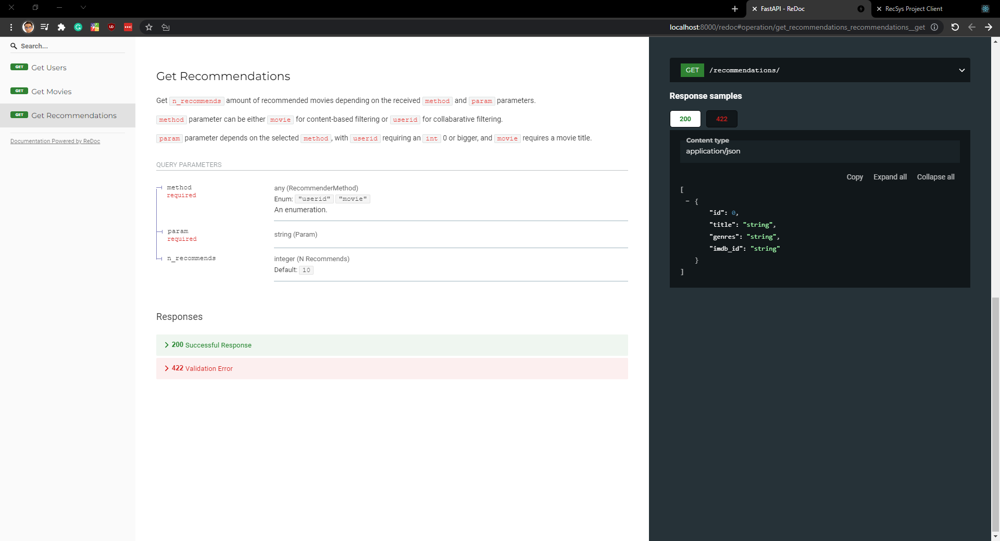 FastAPI - ReDoc
RecSys Project Client
localhost:8000/redoc#operation/get_recommendations_recommendations__get
Search...
GET Get Users
GET Get Movies
GET Get Recommendations
Documentation Powered by ReDoc
Get Recommendations
Get n_recommends amount of recommended movies depending on the received method and param parameters.
method parameter can be either movie for content-based filtering or userid for collabarative filtering.
param parameter depends on the selected method, with userid requiring an int 0 or bigger, and movie requires a movie title.
QUERY PARAMETERS
method
required
any (RecommenderMethod)
Enum: "userid" "movie"
An enumeration.
param
required
string (Param)
n_recommends
integer (N Recommends)
Default: 10
Responses
200 Successful Response
422 Validation Error
GET /recommendations/
Response samples
200 422
Content type
application/json
Copy Expand all Collapse all
[
- {
"id": 0,
"title": "string",
"genres": "string",
"imdb_id": "string"
}
]